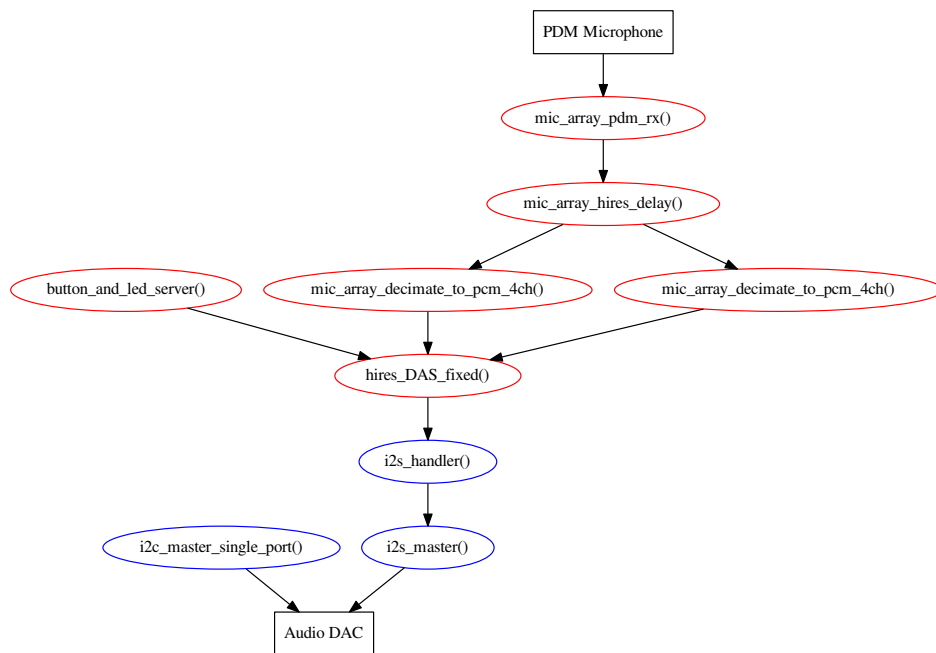 PDM Microphone
mic_array_pdm_rx()
mic_array_hires_delay()
button_and_led_server()
mic_array_decimate_to_pcm_4ch()
mic_array_decimate_to_pcm_4ch()
hires_DAS_fixed()
i2s_handler()
i2c_master_single_port()
i2s_master()
Audio DAC